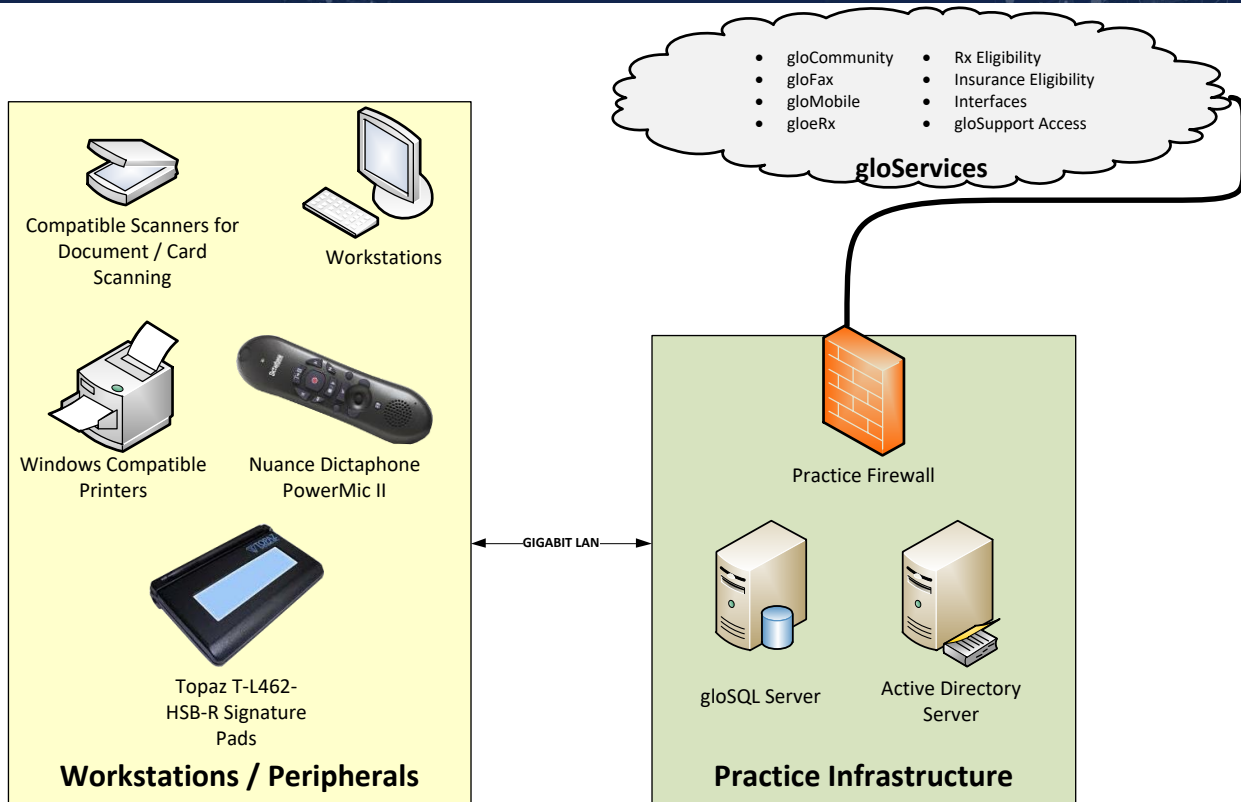 • gloCommunity
• gloFax
• gloMobile
• gloeRx
• Rx Eligibility
• Insurance Eligibility
• Interfaces
• gloSupport Access
gloServices
Compatible Scanners for
Document / Card
Scanning
Workstations
Windows Compatible
Printers
Nuance Dictaphone
PowerMic II
Topaz T-L462-
HSB-R Signature
Pads
Workstations / Peripherals
GIGABIT LAN
Practice Firewall
gloSQL Server
Active Directory
Server
Practice Infrastructure